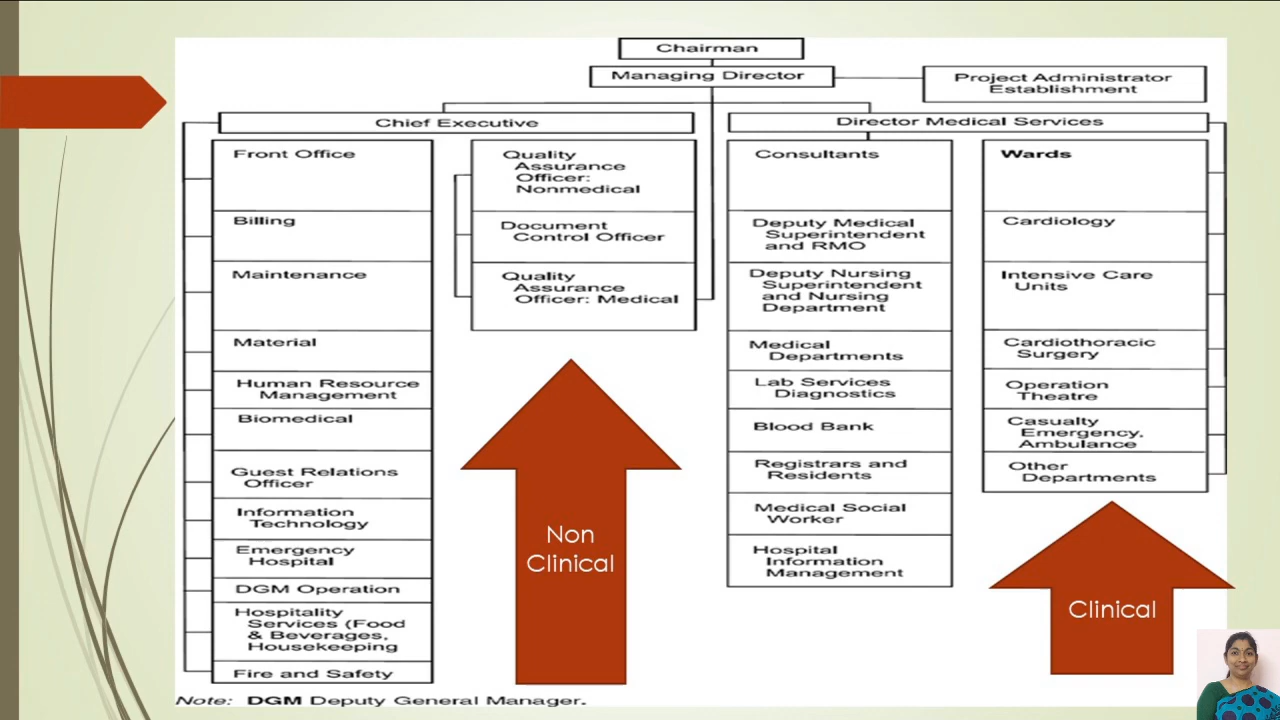 Chairman
Managing Director
Project Administrator
Establishment
Chief Executive
Director Medical Services
Front Office
Billing
Maintenance
Material
Human Resource
Management
Biomedical
Guest Relations
Officer
Information
Technology
Emergency
Hospital
DGM Operation
Hospitality
Services (Food
& Beverages,
Housekeeping
Fire and Safety
Quality
Assurance
Officer:
Nonmedical
Document
Control Officer
Quality
Assurance
Officer: Medical
Non
Clinical
Consultants
Deputy Medical
Superintendent
and RMO
Deputy Nursing
Superintendent
and Nursing
Department
Medical
Departments
Lab Services
Diagnostics
Blood Bank
Registrars and
Residents
Medical Social
Worker
Hospital
Information
Management
Wards
Cardiology
Intensive Care
Units
Cardiothoracic
Surgery
Operation
Theatre
Casualty
Emergency,
Ambulance
Other
Departments
Clinical
Note: DGM Deputy General Manager.